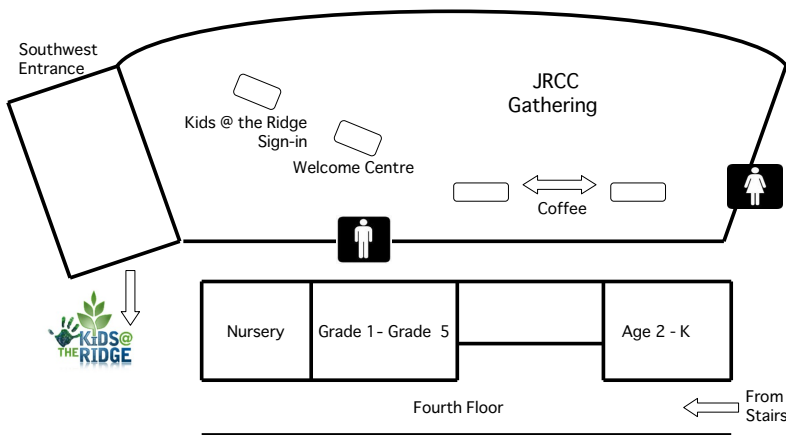 Southwest
Entrance
JRCC
Gathering
Kids @ the Ridge
Sign-in
Welcome Centre
Coffee
KiDS@
THE RIDGE
Nursery
Grade 1 - Grade 5
Age 2 - K
Fourth Floor
From
Stairs